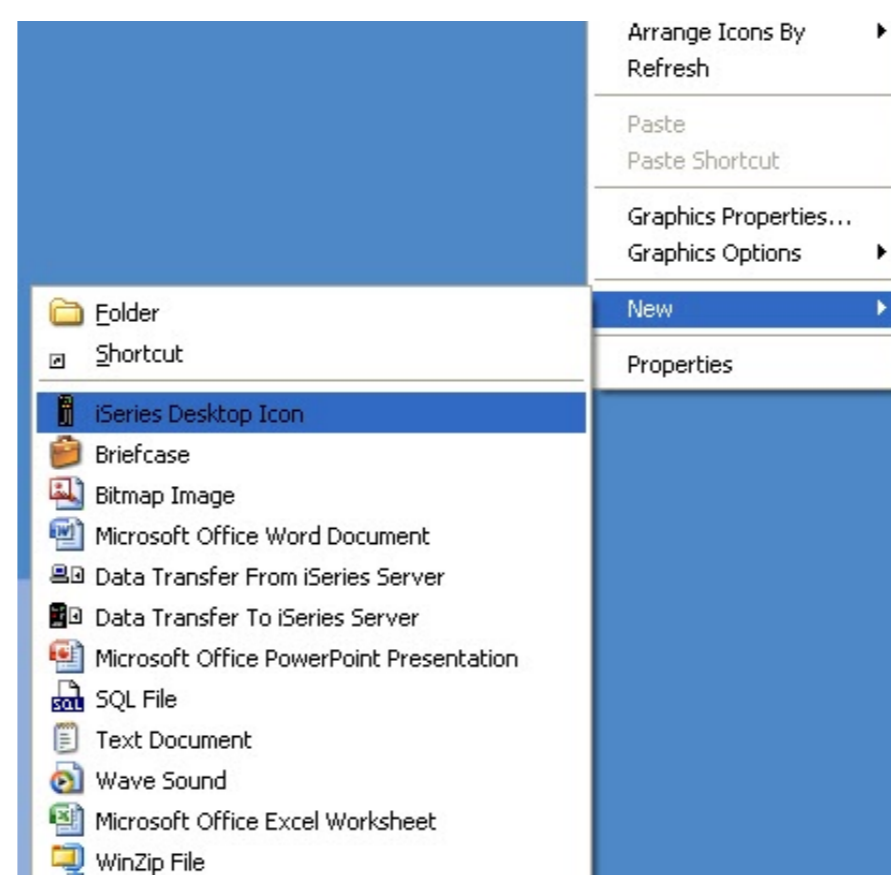 Arrange Icons By
Refresh
Paste
Paste Shortcut
Graphics Properties...
Graphics Options
New
Properties
Folder
Shortcut
iSeries Desktop Icon
Briefcase
Bitmap Image
Microsoft Office Word Document
Data Transfer From iSeries Server
Data Transfer To iSeries Server
Microsoft Office PowerPoint Presentation
SQL File
Text Document
Wave Sound
Microsoft Office Excel Worksheet
WinZip File